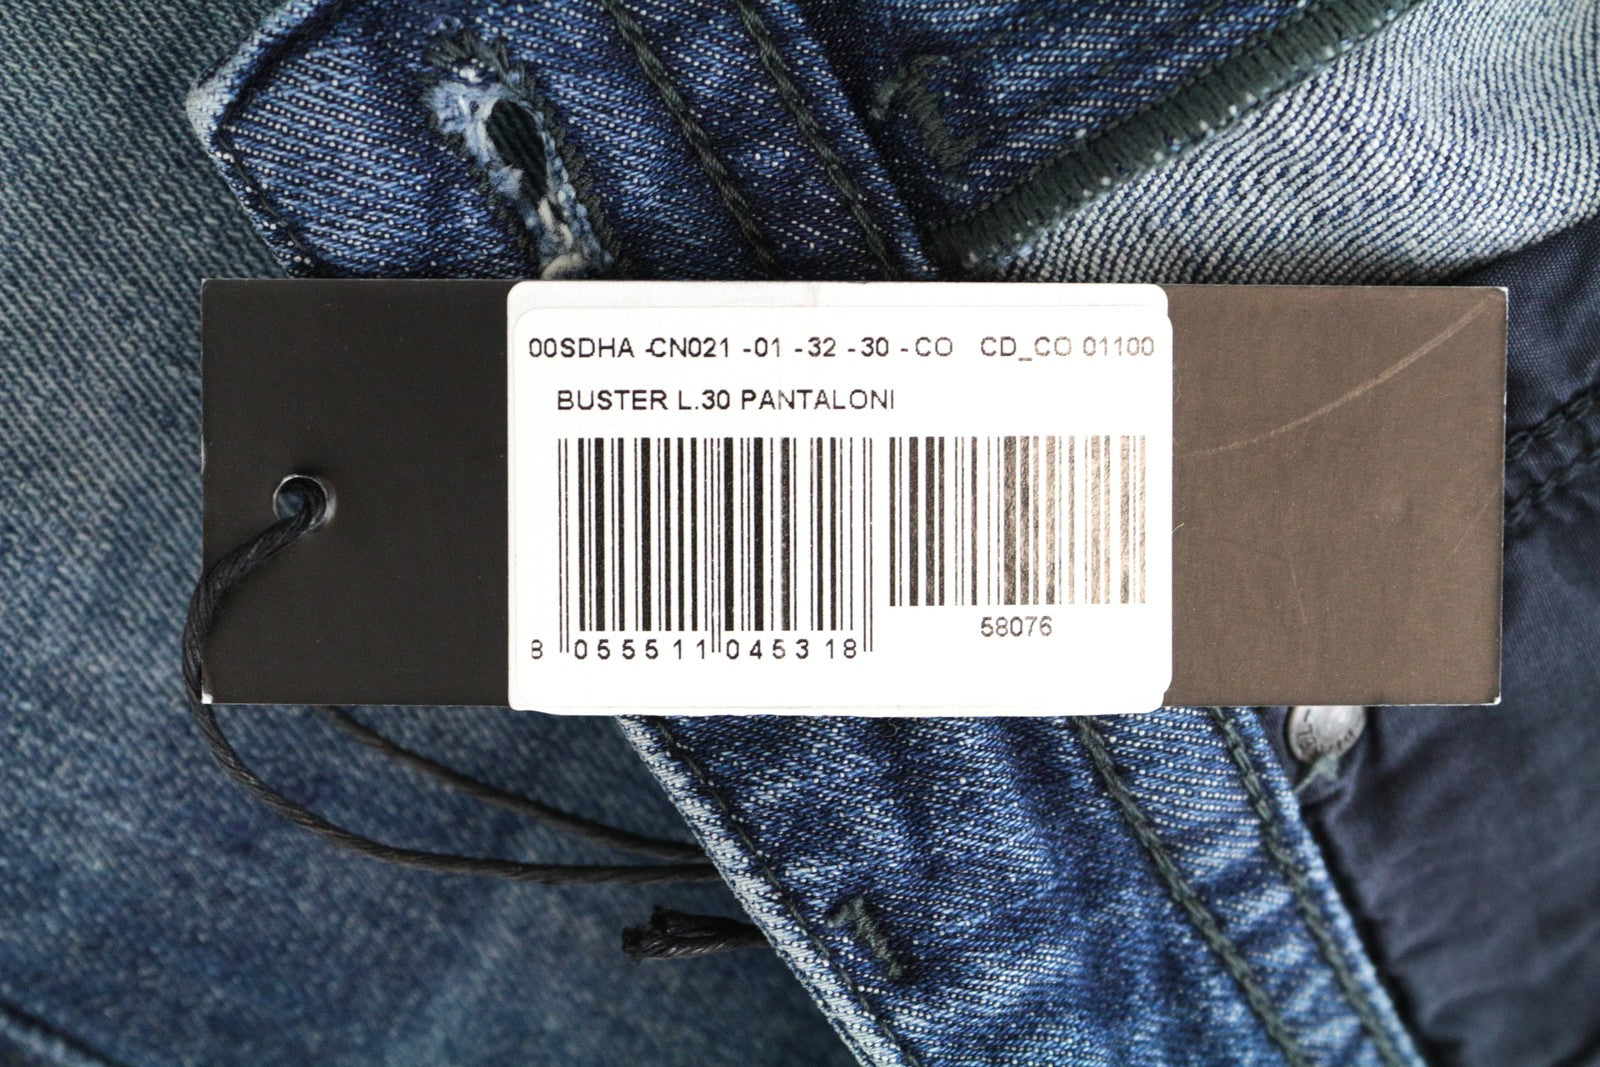 00SDHA -CN021 -01 -32 -30 -CO CD_CO 01100
BUSTER L.30 PANTALONI
58076
8 055511 045318